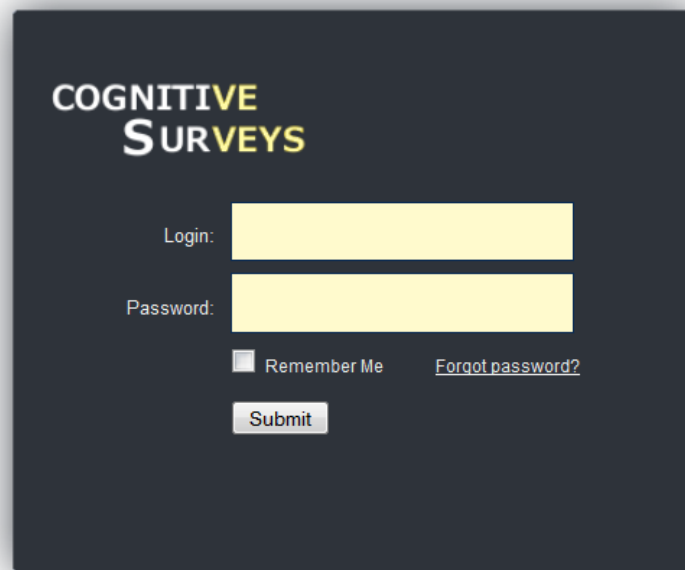 COGNITIVE
SURVEYS
Login:
Password:
Remember Me Forgot password?
Submit